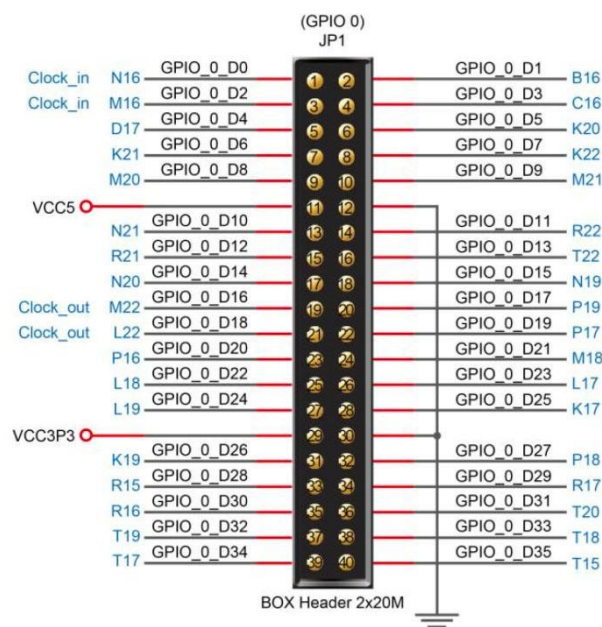 (GPIO 0)
JP1
Clock_in N16 GPIO_0_D0 1 2 GPIO_0_D1 B16
Clock_in M16 GPIO_0_D2 3 4 GPIO_0_D3 C16
D17 GPIO_0_D4 5 6 GPIO_0_D5 K20
K21 GPIO_0_D6 7 8 GPIO_0_D7 K22
M20 GPIO_0_D8 9 10 GPIO_0_D9 M21
VCC5 11 12
N21 GPIO_0_D10 13 14 GPIO_0_D11 R22
R21 GPIO_0_D12 15 16 GPIO_0_D13 T22
N20 GPIO_0_D14 17 18 GPIO_0_D15 N19
Clock_out M22 GPIO_0_D16 19 20 GPIO_0_D17 P19
Clock_out L22 GPIO_0_D18 21 22 GPIO_0_D19 P17
P16 GPIO_0_D20 23 24 GPIO_0_D21 M18
L18 GPIO_0_D22 25 26 GPIO_0_D23 L17
L19 GPIO_0_D24 27 28 GPIO_0_D25 K17
VCC3P3 29 30
K19 GPIO_0_D26 31 32 GPIO_0_D27 P18
R15 GPIO_0_D28 33 34 GPIO_0_D29 R17
R16 GPIO_0_D30 35 36 GPIO_0_D31 T20
T19 GPIO_0_D32 37 38 GPIO_0_D33 T18
T17 GPIO_0_D34 39 40 GPIO_0_D35 T15
BOX Header 2x20M